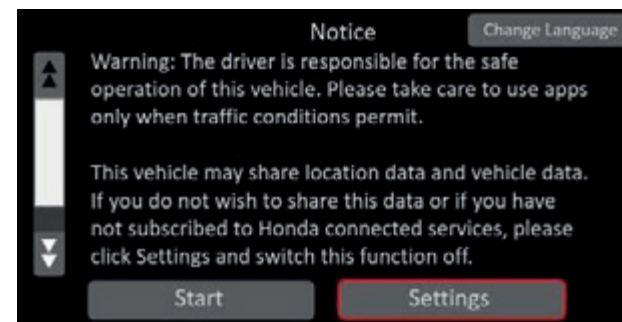 Notice
Change Language
Warning: The driver is responsible for the safe
operation of this vehicle. Please take care to use apps
only when traffic conditions permit.
This vehicle may share location data and vehicle data.
If you do not wish to share this data or if you have
not subscribed to Honda connected services, please
click Settings and switch this function off.
Start
Settings